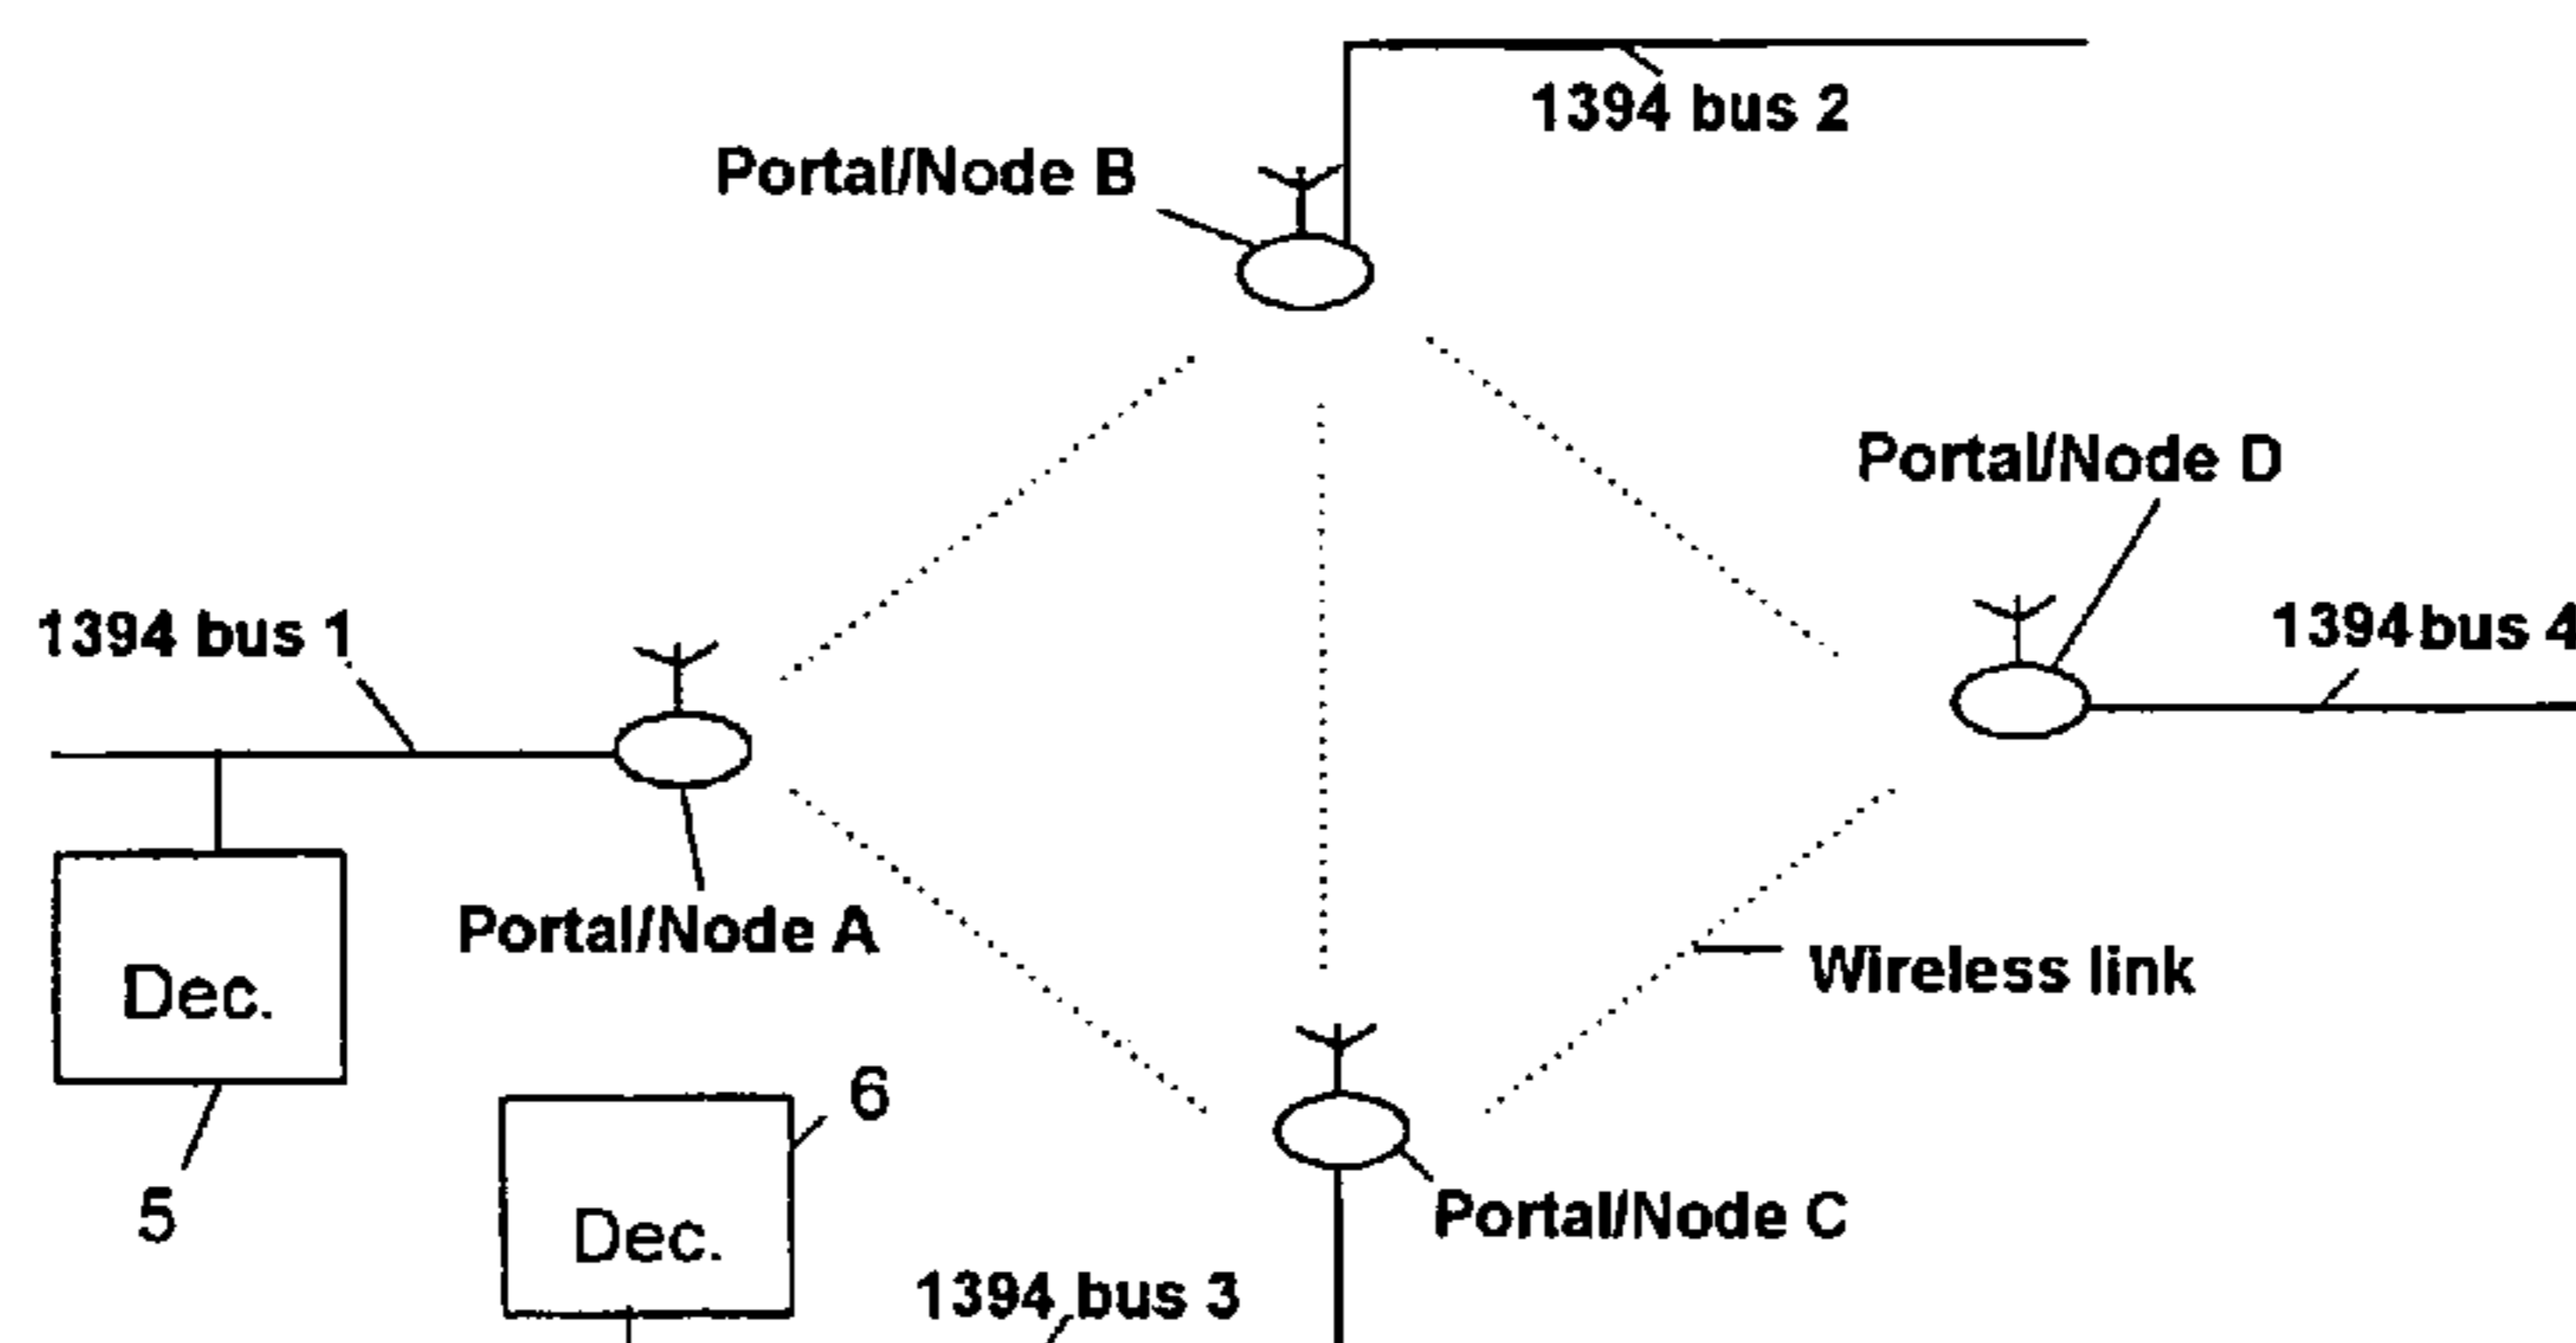 1394 bus 2
Portal/Node B
Portal/Node D
1394 bus 1
1394 bus 4
Portal/Node A
Wireless link
Dec.
6
5
Portal/Node C
Dec.
1394 bus 3